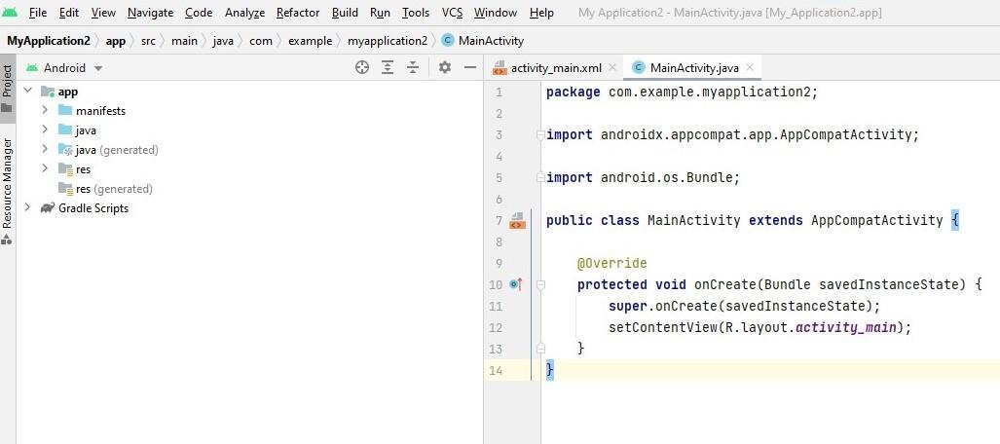 File Edit View Navigate Code Analyze Refactor Build Run Tools VCS Window Help My Application2 - MainActivity.java [My_Application2.app]
MyApplication2 app src main java com example myapplication2 MainActivity
Project
Resource Manager
Android
app
manifests
java
java (generated)
res
res (generated)
Gradle Scripts
activity_main.xml MainActivity.java
1 package com.example.myapplication2;
2
3 import androidx.appcompat.app.AppCompatActivity;
4
5 import android.os.Bundle;
6
7 public class MainActivity extends AppCompatActivity {
8
9 @Override
10 protected void onCreate(Bundle savedInstanceState) {
11 super.onCreate(savedInstanceState);
12 setContentView(R.layout.activity_main);
13 }
14 }